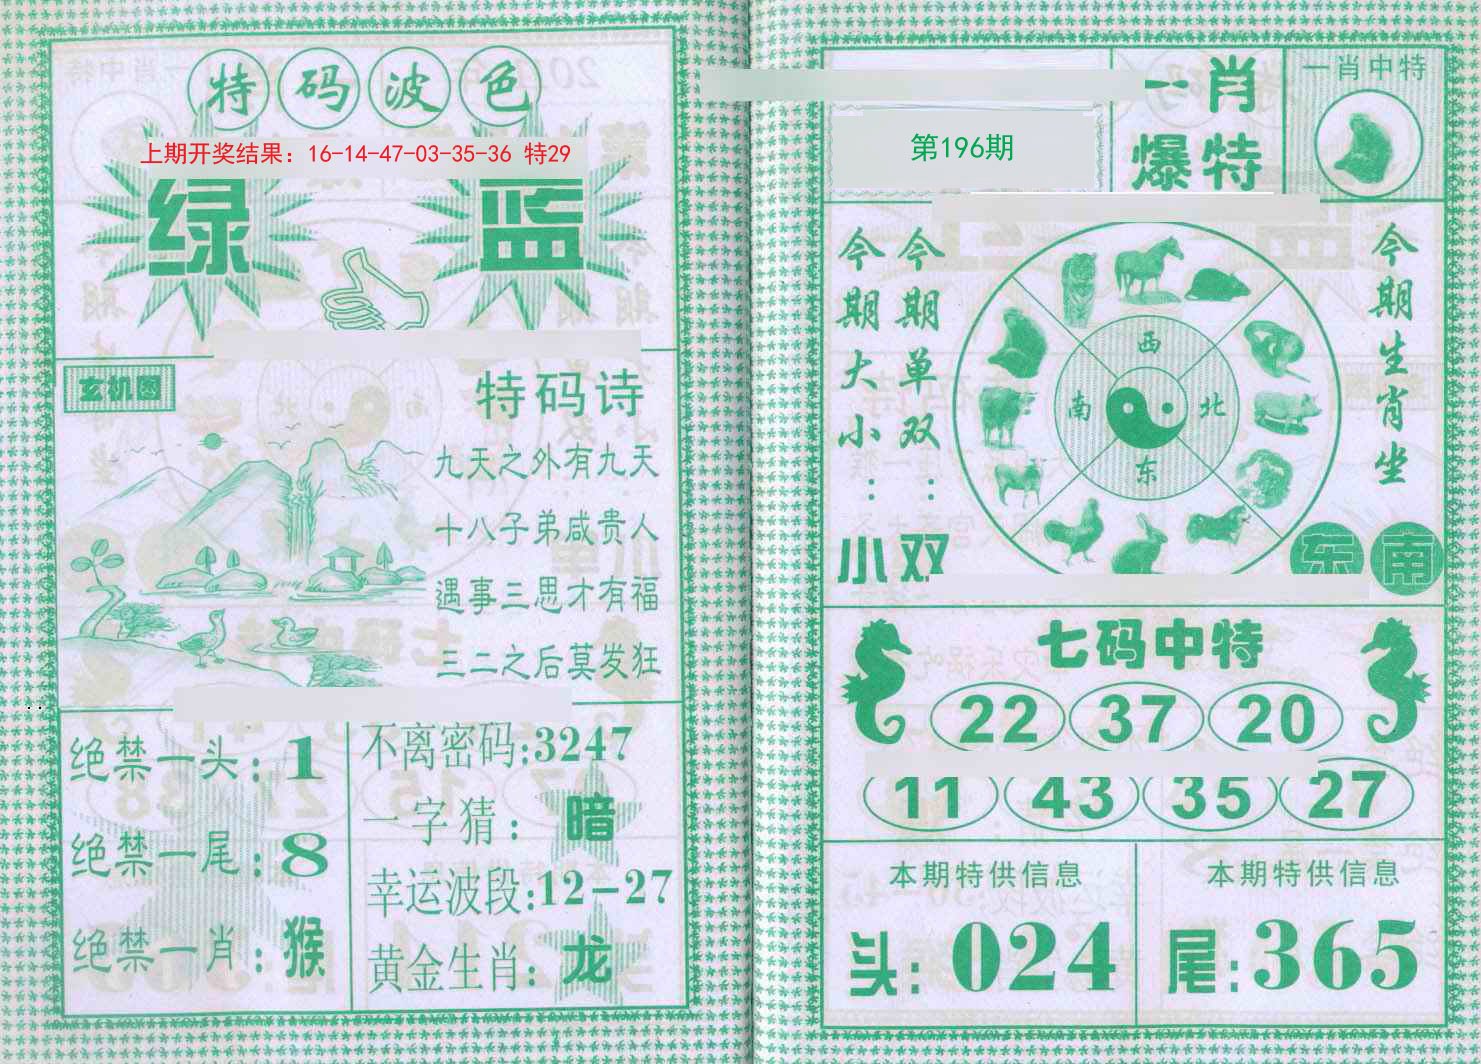 特码波色
上期开奖结果：16-14-47-03-35-36 特29
绿 蓝
玄机图
特码诗
九天之外有九天
十八子弟咸贵人
遇事三思才有福
三二之后莫发狂
绝禁一头：1
绝禁一尾：8
绝禁一肖：猴
不离密码:3247
一字猜：暗
幸运波段:12-27
黄金生肖：龙
第196期
一肖
爆特
一肖中特
今期大小：小
今期单双：双
西
南 北
东
今期生肖坐
东南
七码中特
22 37 20
11 43 35 27
本期特供信息
头:024
本期特供信息
尾:365